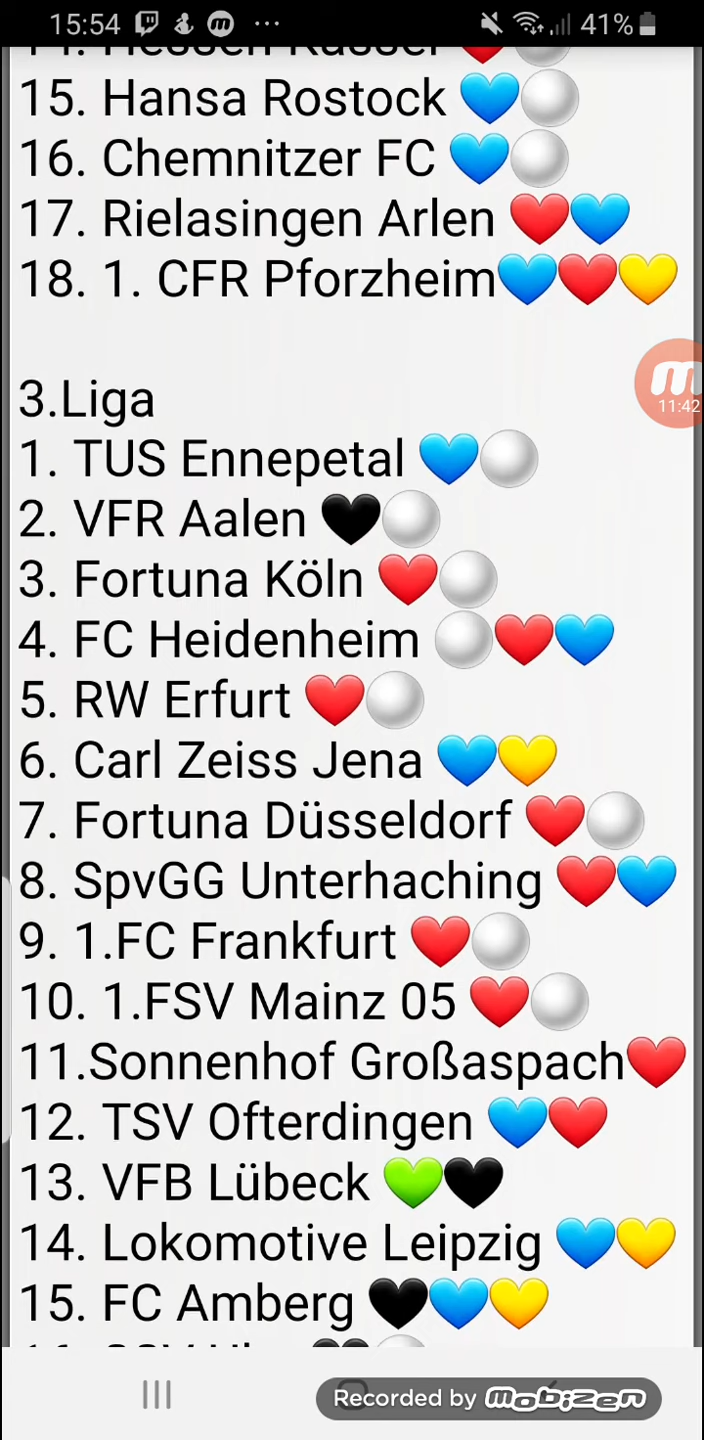 15:54 41%
14. Hessen Kassel ❤️⚪
15. Hansa Rostock 💙⚪
16. Chemnitzer FC 💙⚪
17. Rielasingen Arlen ❤️💙
18. 1. CFR Pforzheim💙❤️💛
3.Liga
11:42
1. TUS Ennepetal 💙⚪
2. VFR Aalen 🖤⚪
3. Fortuna Köln ❤️⚪
4. FC Heidenheim ⚪❤️💙
5. RW Erfurt ❤️⚪
6. Carl Zeiss Jena 💙💛
7. Fortuna Düsseldorf ❤️⚪
8. SpvGG Unterhaching ❤️💙
9. 1.FC Frankfurt ❤️⚪
10. 1.FSV Mainz 05 ❤️⚪
11.Sonnenhof Großaspach❤️
12. TSV Ofterdingen 💙❤️
13. VFB Lübeck 💚🖤
14. Lokomotive Leipzig 💙💛
15. FC Amberg 🖤💙💛
Recorded by mobizen